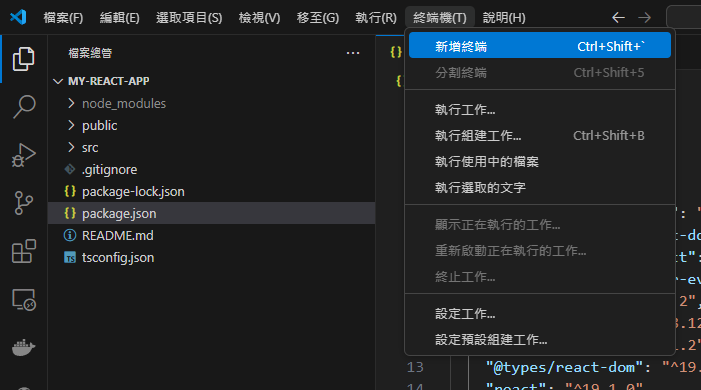 檔案(F) 編輯(E) 選取項目(S) 檢視(V) 移至(G) 執行(R) 終端機(T) 說明(H)
檔案總管
MY-REACT-APP
node_modules
public
src
.gitignore
package-lock.json
package.json
README.md
tsconfig.json
新增終端 Ctrl+Shift+`
分割終端 Ctrl+Shift+5
執行工作...
執行組建工作... Ctrl+Shift+B
執行使用中的檔案
執行選取的文字
顯示正在執行的工作...
重新啟動正在執行的工作...
終止工作...
設定工作...
設定預設組建工作...
13 "@types/react-dom": "^19.
14 "react": "^19.1.0"